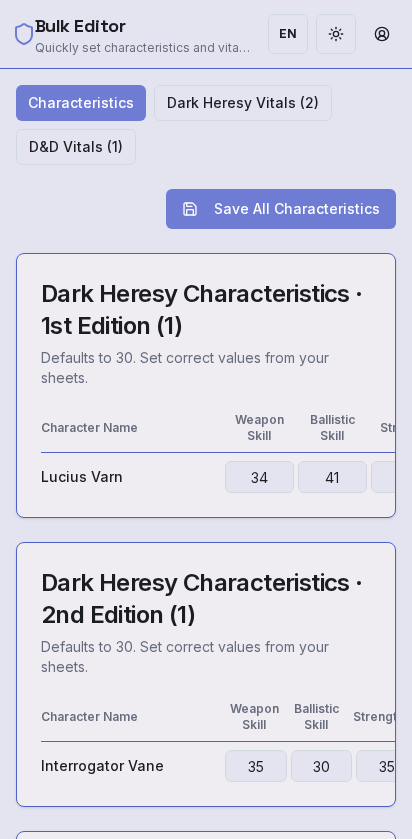 Bulk Editor
Quickly set characteristics and vita…
EN
Characteristics
Dark Heresy Vitals (2)
D&D Vitals (1)
Save All Characteristics
Dark Heresy Characteristics ·
1st Edition (1)
Defaults to 30. Set correct values from your
sheets.
Character Name
Weapon
Skill
Ballistic
Skill
Str
Lucius Varn
34
41
Dark Heresy Characteristics ·
2nd Edition (1)
Defaults to 30. Set correct values from your
sheets.
Character Name
Weapon
Skill
Ballistic
Skill
Strengt
Interrogator Vane
35
30
35